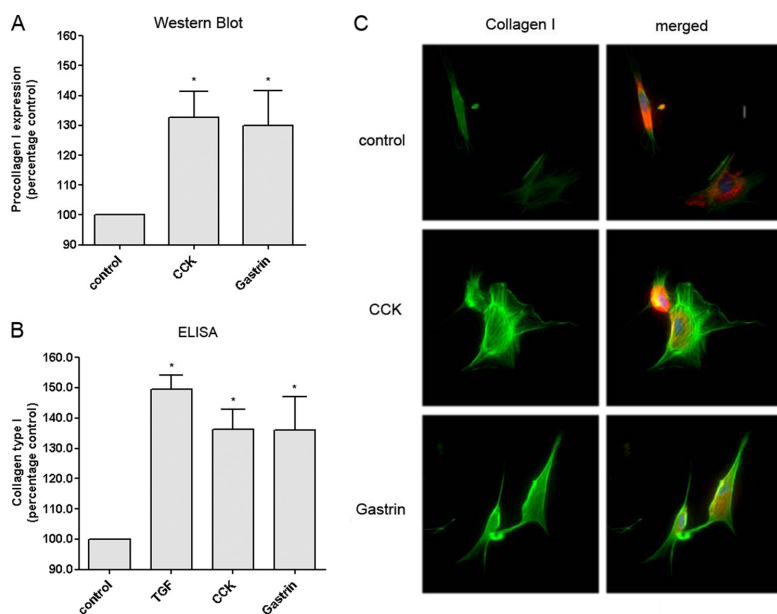 A
Western Blot
Procollagen I expression
(percentage control)
160
150
140
130
120
110
100
90
*
*
control
CCK
Gastrin
B
ELISA
Collagen type I
(percentage control)
160.0
150.0
140.0
130.0
120.0
110.0
100.0
90.0
*
*
*
control
TGF
CCK
Gastrin
C
Collagen I
merged
control
CCK
Gastrin